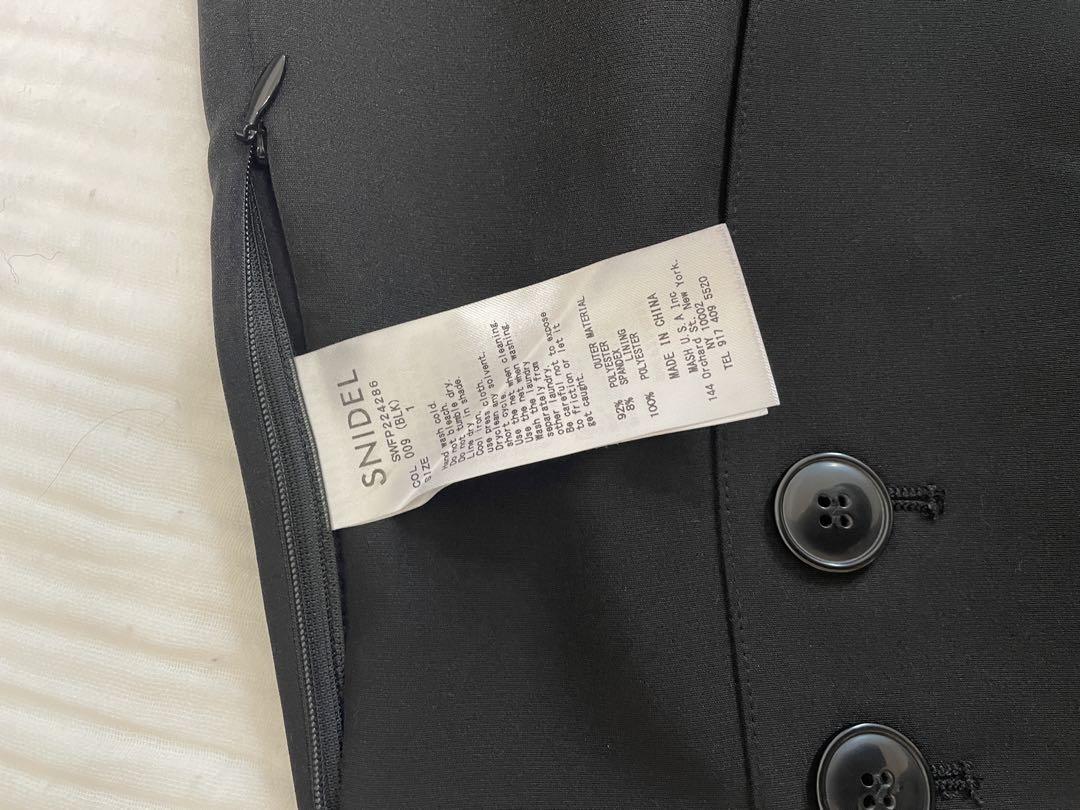 SNIDEL
SWFP224286
COL 009 (BLK)
SIZE 1
Hand wash cold.
Do not bleach.
Do not tumble dry.
Line dry in shade.
Cool iron.
use press cloth.
Dryclean any solvent.
short cycle.
Use the net when cleaning.
Use the net when washing.
Use the laundry
Wash it from
separately
other laundry.
Be careful not to expose
to friction or let it
get caught.
OUTER MATERIAL
92% POLYESTER
8% SPANDEX
LINING
100% POLYESTER
MADE IN CHINA
MASH U.S.A Inc
144 Orchard St. New York.
NY 10002
TEL 917 409 5520